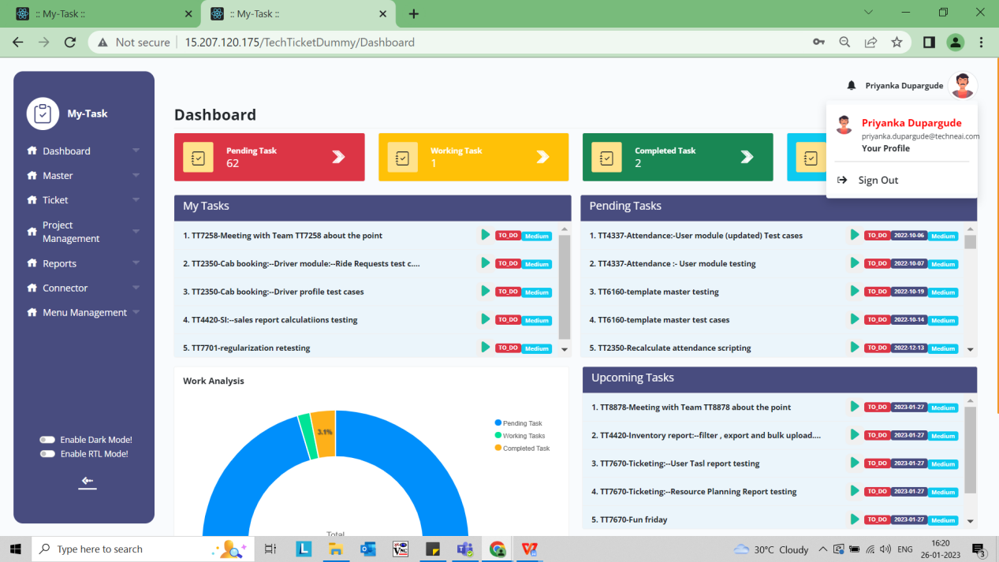 :: My-Task ::
:: My-Task ::
Not secure 15.207.120.175/TechTicketDummy/Dashboard
My-Task
Dashboard
Master
Ticket
Project
Management
Reports
Connector
Menu Management
Enable Dark Mode!
Enable RTL Mode!
Priyanka Dupargude
Priyanka Dupargude
priyanka.dupargude@techneai.com
Your Profile
Sign Out
Dashboard
Pending Task
62
Working Task
1
Completed Task
2
My Tasks
1. TT7258-Meeting with Team TT7258 about the point TO_DO Medium
2. TT2350-Cab booking:--Driver module:--Ride Requests test c.... TO_DO Medium
3. TT2350-Cab booking:--Driver profile test cases TO_DO Medium
4. TT4420-SI:--sales report calculatiions testing TO_DO Medium
5. TT7701-regularization retesting TO_DO Medium
Pending Tasks
1. TT4337-Attendance:-User module (updated) Test cases TO_DO 2022-10-06 Medium
2. TT4337-Attendance :- User module testing TO_DO 2022-10-07 Medium
3. TT6160-template master testing TO_DO 2022-10-19 Medium
4. TT6160-template master test cases TO_DO 2022-10-14 Medium
5. TT2350-Recalculate attendance scripting TO_DO 2022-12-13 Medium
Work Analysis
3.1%
Pending Task
Working Tasks
Completed Task
Total
Upcoming Tasks
1. TT8878-Meeting with Team TT8878 about the point TO_DO 2023-01-27 Medium
2. TT4420-Inventory report:--filter , export and bulk upload.... TO_DO 2023-01-27 Medium
3. TT7670-Ticketing:--User Tasl report testing TO_DO 2023-01-27 Medium
4. TT7670-Ticketing:--Resource Planning Report testing TO_DO 2023-01-27 Medium
5. TT7670-Fun friday TO_DO 2023-01-27 Medium
Type here to search
30°C Cloudy
ENG
16:20
26-01-2023
3